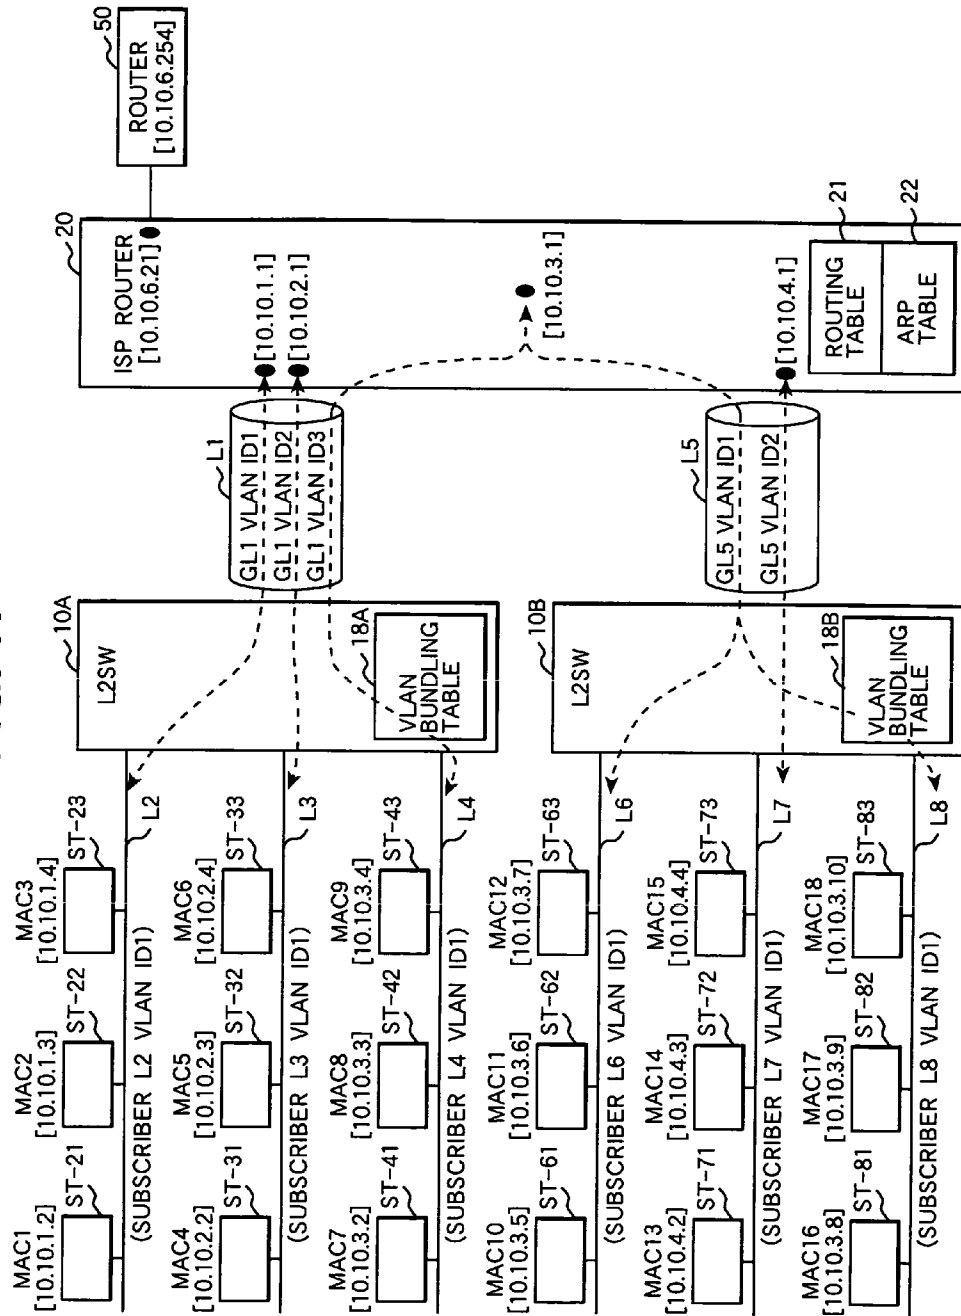 MAC1
[10.10.1.2]
ST-21
MAC2
[10.10.1.3]
ST-22
MAC3
[10.10.1.4]
ST-23
(SUBSCRIBER L2 VLAN ID1)
L2
MAC4
[10.10.2.2]
ST-31
MAC5
[10.10.2.3]
ST-32
MAC6
[10.10.2.4]
ST-33
(SUBSCRIBER L3 VLAN ID1)
L3
MAC7
[10.10.3.2]
ST-41
MAC8
[10.10.3.3]
ST-42
MAC9
[10.10.3.4]
ST-43
(SUBSCRIBER L4 VLAN ID1)
L4
MAC10
[10.10.3.5]
ST-61
MAC11
[10.10.3.6]
ST-62
MAC12
[10.10.3.7]
ST-63
(SUBSCRIBER L6 VLAN ID1)
L6
MAC13
[10.10.4.2]
ST-71
MAC14
[10.10.4.3]
ST-72
MAC15
[10.10.4.4]
ST-73
(SUBSCRIBER L7 VLAN ID1)
L7
MAC16
[10.10.3.8]
ST-81
MAC17
[10.10.3.9]
ST-82
MAC18
[10.10.3.10]
ST-83
(SUBSCRIBER L8 VLAN ID1)
L8
10A
L2SW
18A
VLAN
BUNDLING
TABLE
10B
L2SW
18B
VLAN
BUNDLING
TABLE
L1
GL1 VLAN ID1
GL1 VLAN ID2
GL1 VLAN ID3
L5
GL5 VLAN ID1
GL5 VLAN ID2
20
ISP ROUTER
[10.10.6.21]
[10.10.1.1]
[10.10.2.1]
[10.10.3.1]
[10.10.4.1]
21
ROUTING
TABLE
22
ARP
TABLE
50
ROUTER
[10.10.6.254]